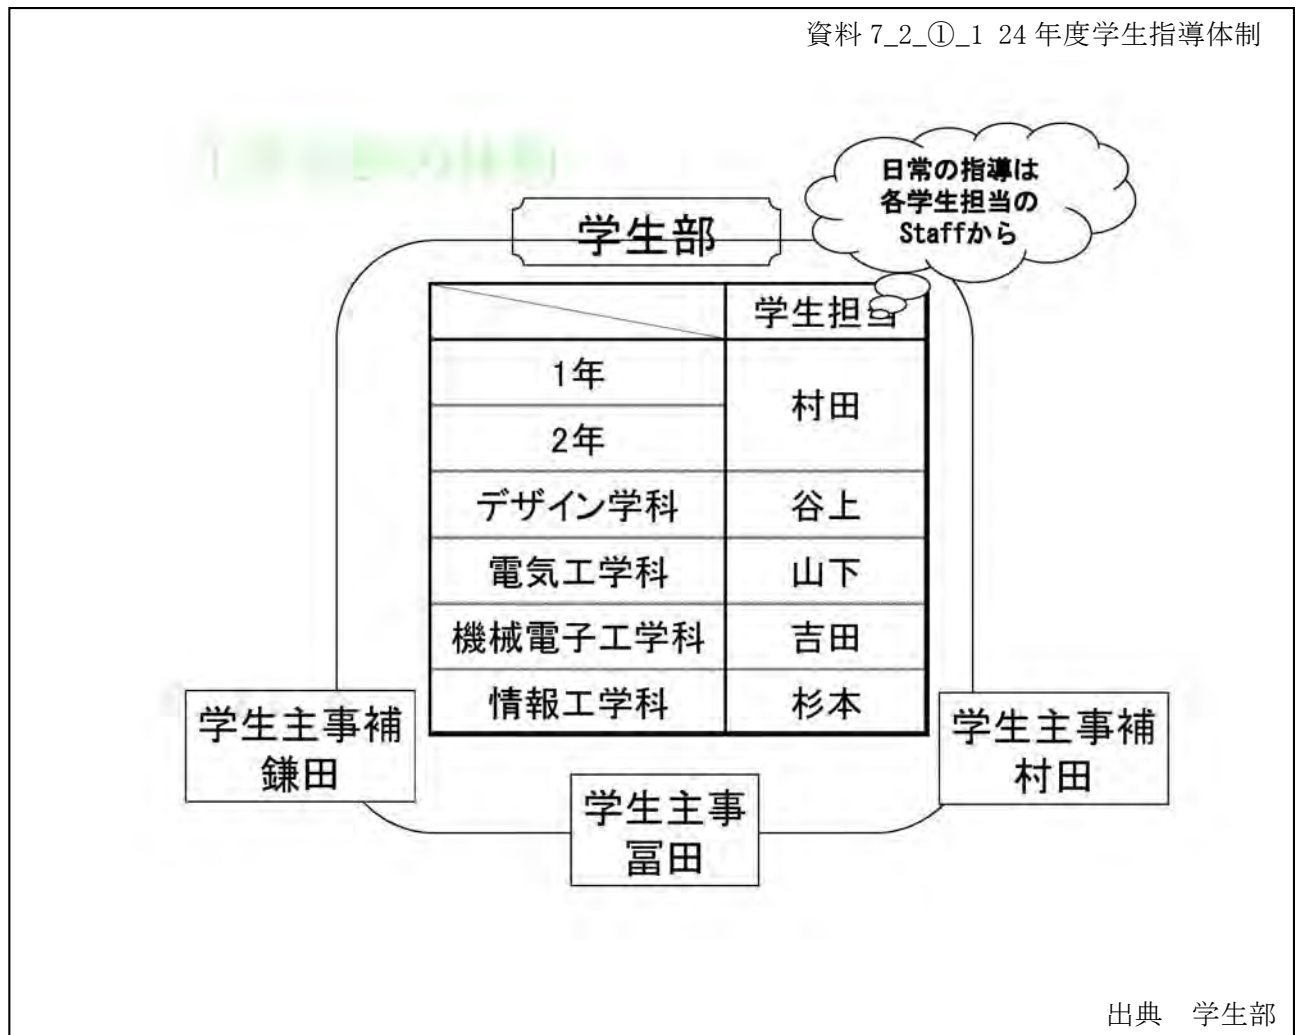 資料 7_2_①_1 24 年度学生指導体制
日常の指導は
各学生担当の
Staffから
学生部
学生担当
1年
村田
2年
デザイン学科 谷上
電気工学科 山下
機械電子工学科 吉田
情報工学科 杉本
学生主事補
鎌田
学生主事補
村田
学生主事
冨田
出典 学生部